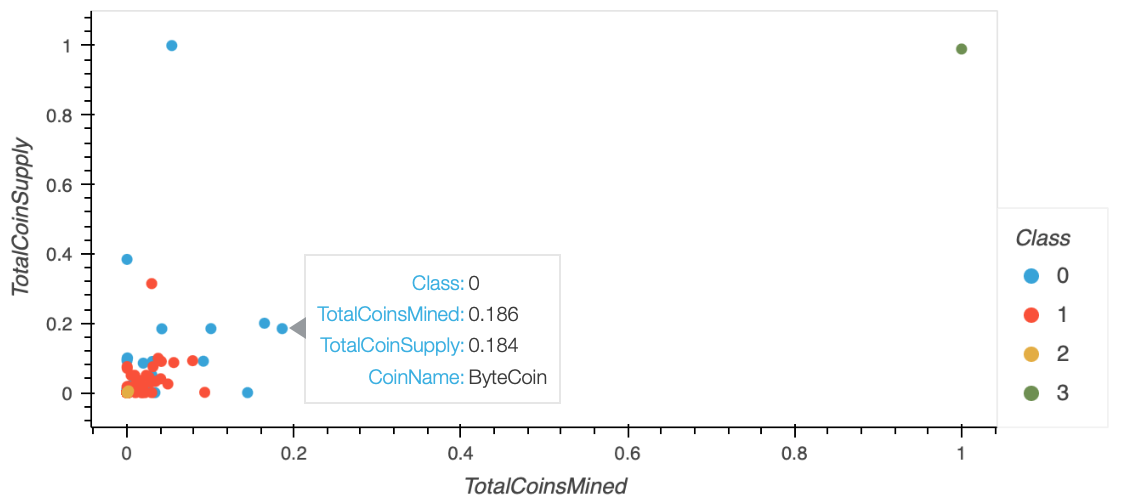 TotalCoinSupply
1
0.8
0.6
0.4
0.2
0
Class: 0
TotalCoinsMined: 0.186
TotalCoinSupply: 0.184
CoinName: ByteCoin
Class
0
1
2
3
0 0.2 0.4 0.6 0.8 1
TotalCoinsMined